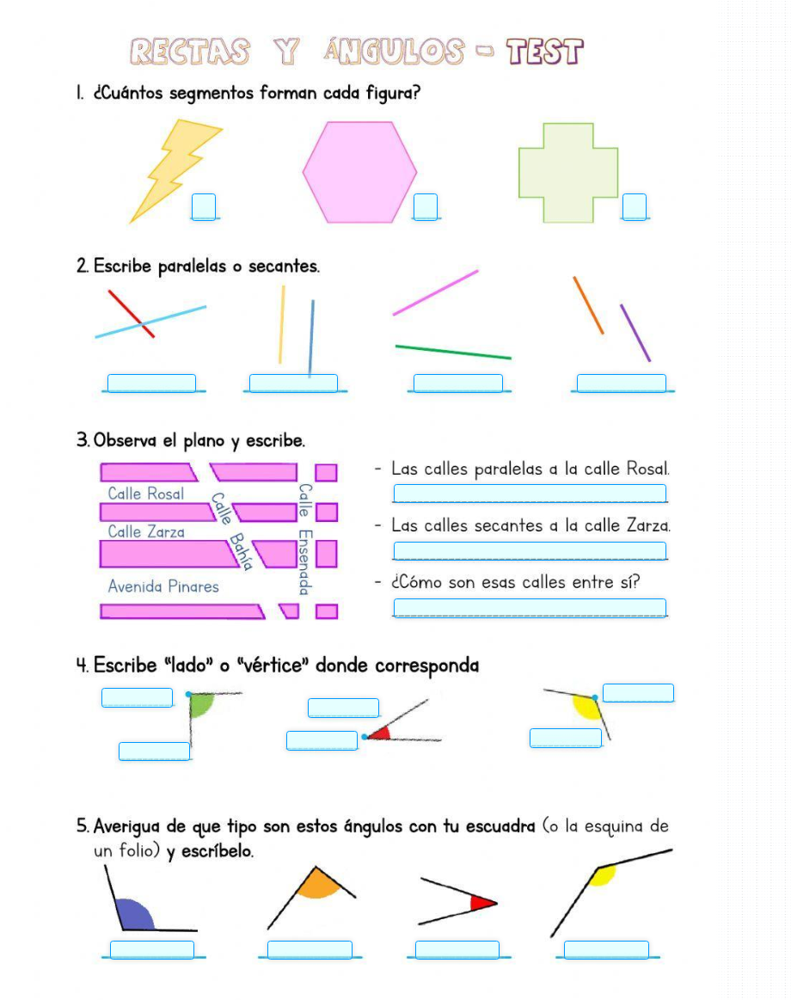 RECTAS Y ÁNGULOS - TEST
1. ¿Cuántos segmentos forman cada figura?
2. Escribe paralelas o secantes.
3. Observa el plano y escribe.
Calle Rosal
Calle Zarza
Avenida Pinares
Calle Bahía
Calle Ensenada
- Las calles paralelas a la calle Rosal.
- Las calles secantes a la calle Zarza.
- ¿Cómo son esas calles entre sí?
4. Escribe "lado" o "vértice" donde corresponda
5. Averigua de que tipo son estos ángulos con tu escuadra (o la esquina de
un folio) y escríbelo.